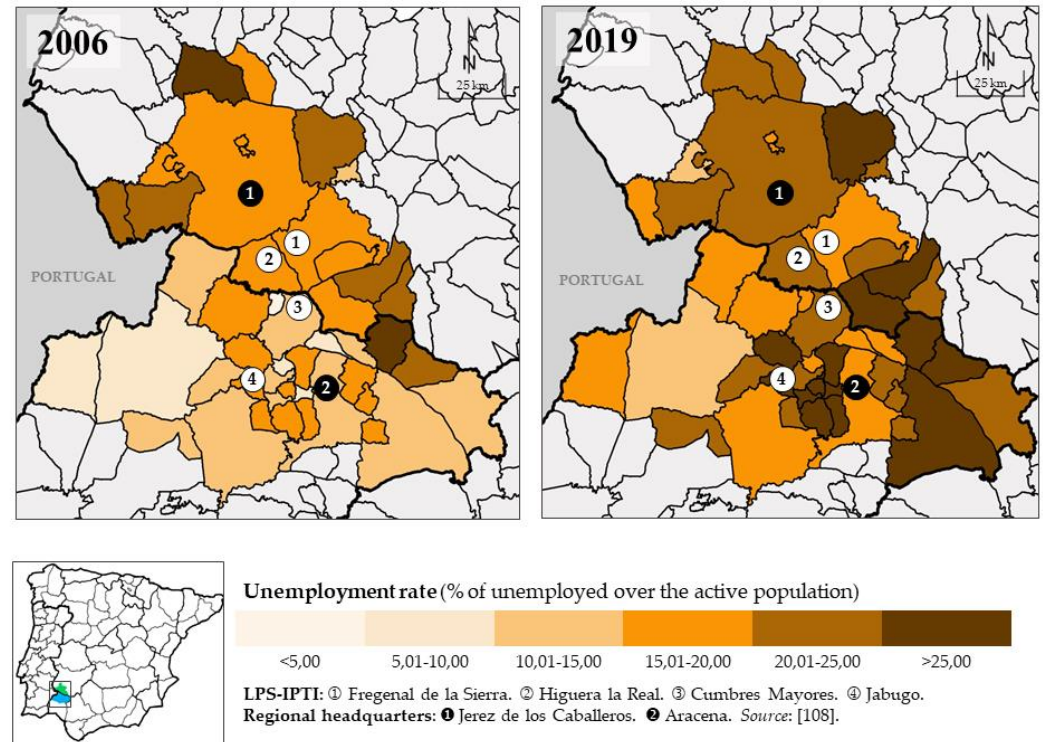 2006
N
25 km
PORTUGAL
1
1
2
3
4
2
2019
N
25 km
PORTUGAL
1
1
2
3
4
2
Unemployment rate (% of unemployed over the active population)
<5,00 5,01-10,00 10,01-15,00 15,01-20,00 20,01-25,00 >25,00
LPS-IPTI: ① Fregenal de la Sierra. ② Higuera la Real. ③ Cumbres Mayores. ④ Jabugo.
Regional headquarters: ❶ Jerez de los Caballeros. ❷ Aracena. Source: [108].